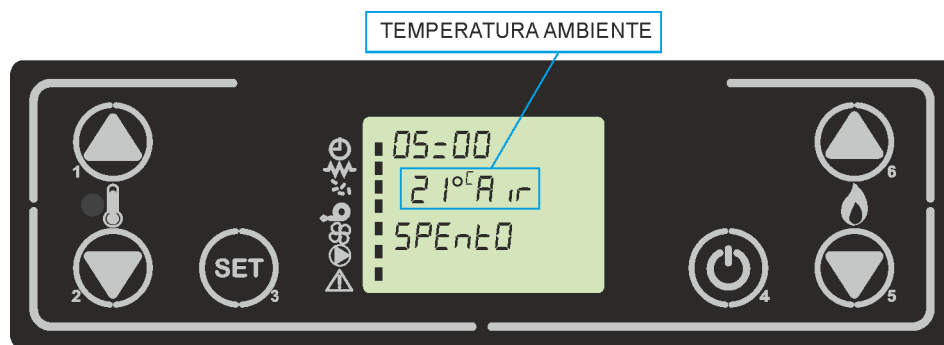 TEMPERATURA AMBIENTE
05:00
21°C Air
SPEntO
1
2
SET
3
4
5
6